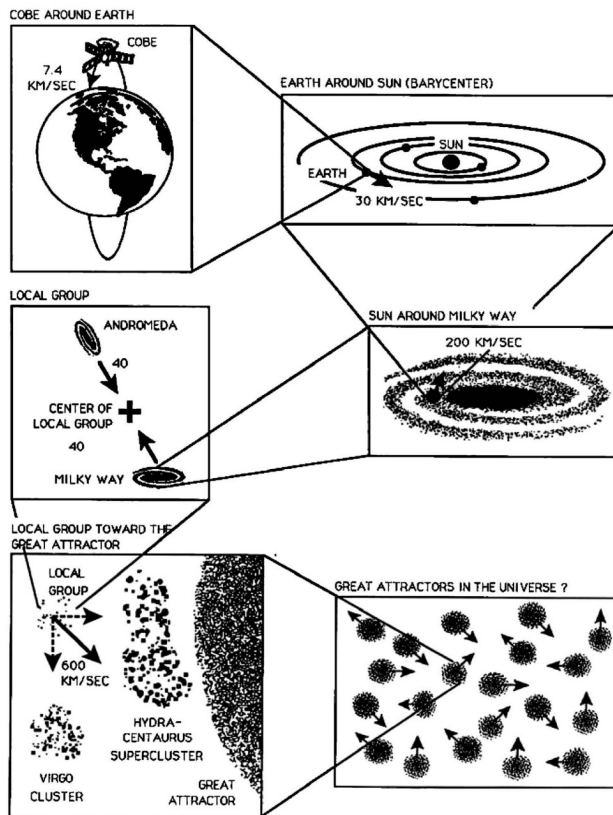 COBE AROUND EARTH
COBE
7.4
KM/SEC
EARTH AROUND SUN (BARYCENTER)
SUN
EARTH
30 KM/SEC
LOCAL GROUP
ANDROMEDA
40
CENTER OF
LOCAL GROUP
40
MILKY WAY
SUN AROUND MILKY WAY
200 KM/SEC
LOCAL GROUP TOWARD THE
GREAT ATTRACTOR
LOCAL
GROUP
600
KM/SEC
HYDRA-
CENTAURUS
SUPERCLUSTER
VIRGO
CLUSTER
GREAT
ATTRACTOR
GREAT ATTRACTORS IN THE UNIVERSE ?